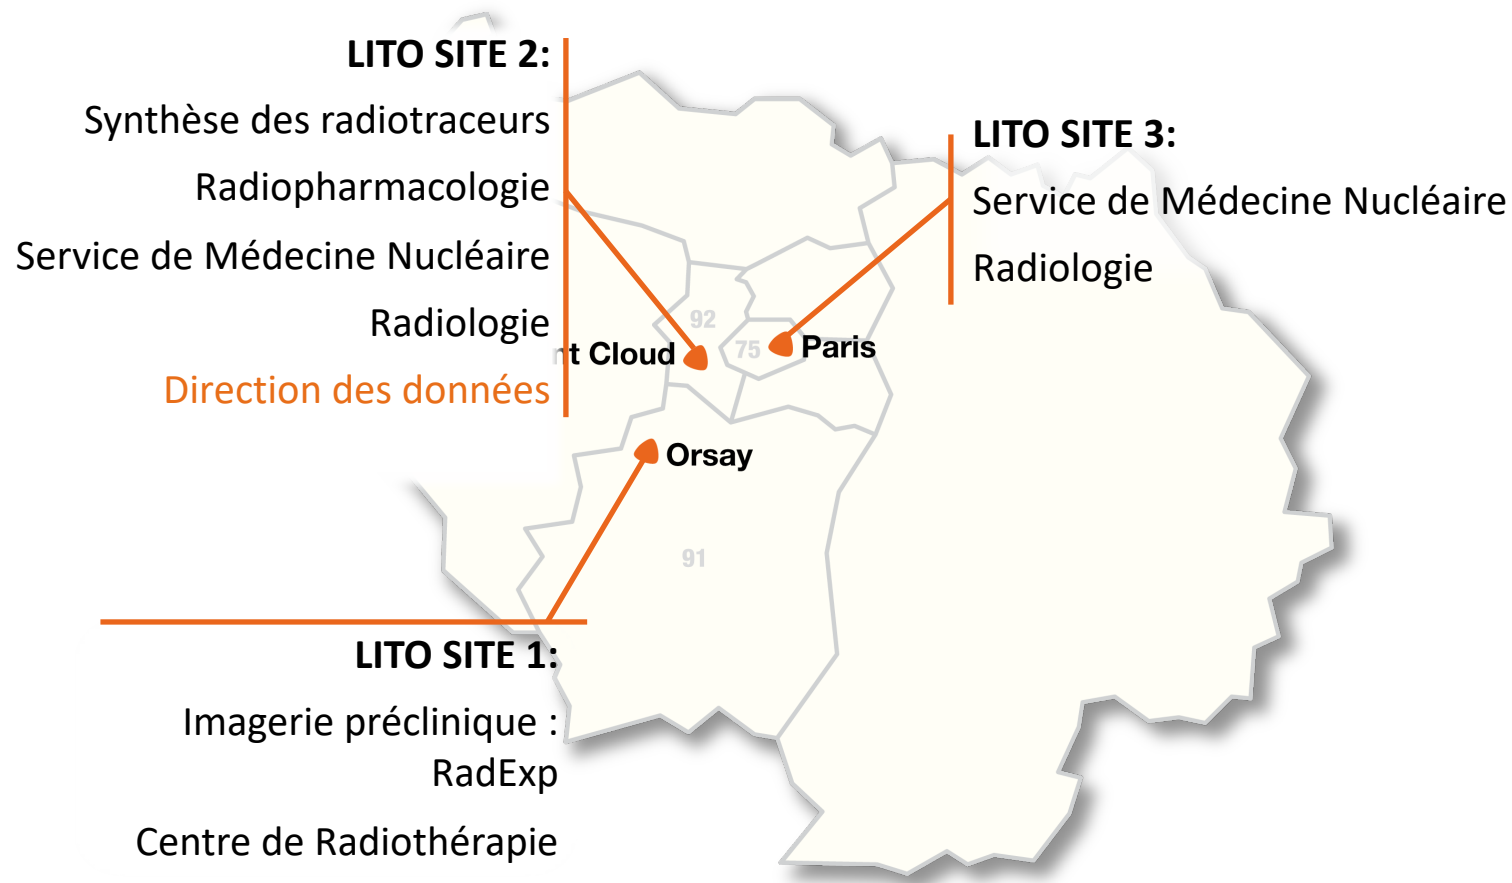 LITO SITE 2:
Synthèse des radiotraceurs
Radiopharmacologie
Service de Médecine Nucléaire
Radiologie
Direction des données
LITO SITE 3:
Service de Médecine Nucléaire
Radiologie
92
75
nt Cloud
Paris
Orsay
91
LITO SITE 1:
Imagerie préclinique :
RadExp
Centre de Radiothérapie